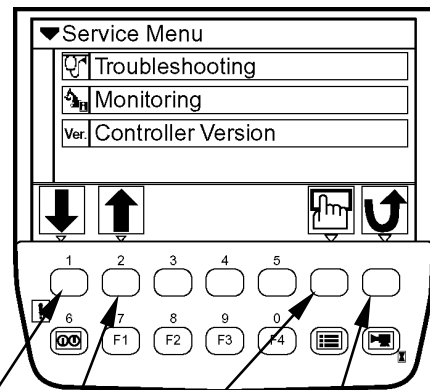 Service Menu
Troubleshooting
Monitoring
Ver. Controller Version
1 2 3 4 5
6 7 8 9 0
F1 F2 F3 F4